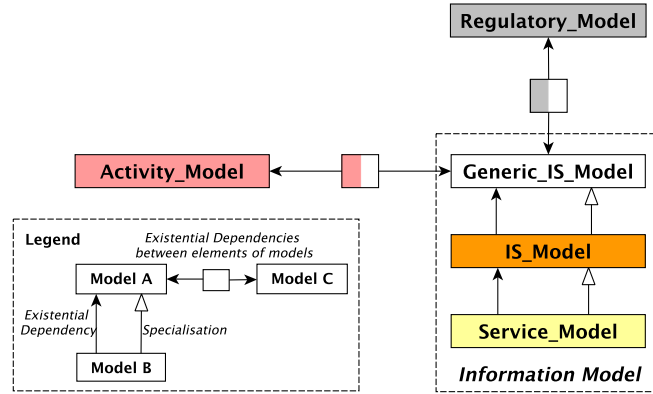 Regulatory_Model
Activity_Model
Generic_IS_Model
Legend
Existential Dependencies
between elements of models
Model A
Model C
Existential
Dependency
Specialisation
Model B
IS_Model
Service_Model
Information Model